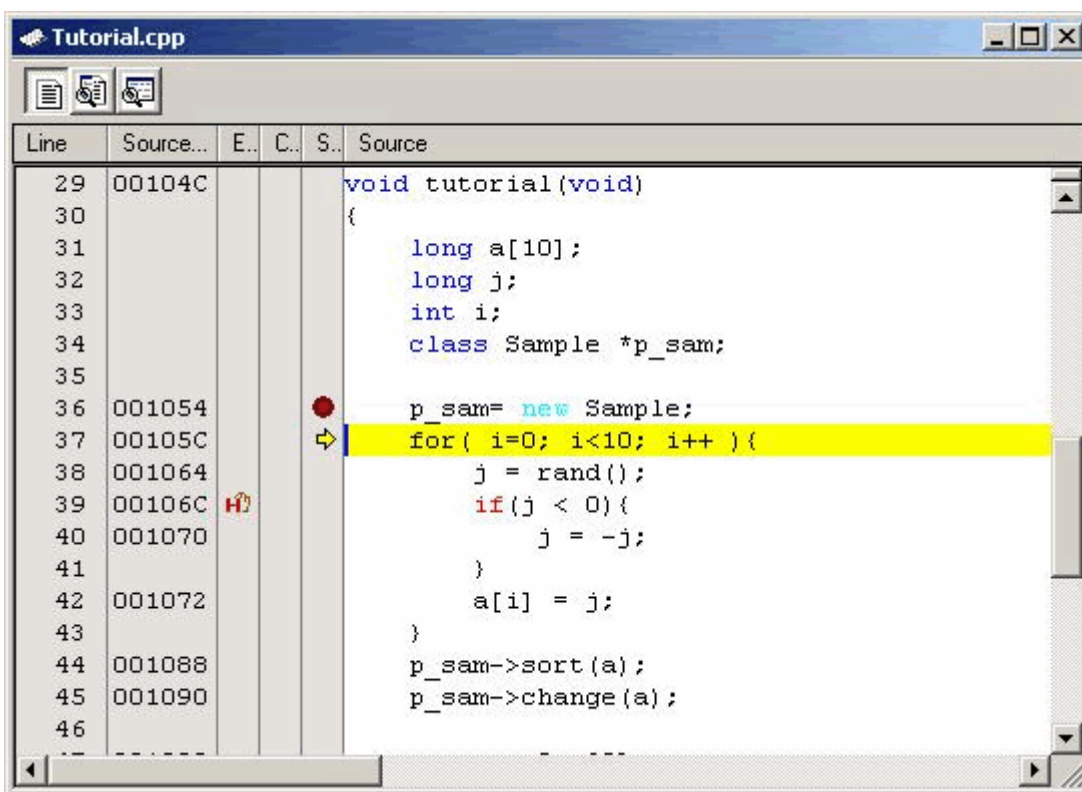 Tutorial.cpp
Line Source... E.. C.. S.. Source
29 00104C void tutorial(void)
30 {
31 long a[10];
32 long j;
33 int i;
34 class Sample *p_sam;
35
36 001054 p_sam= new Sample;
37 00105C for( i=0; i<10; i++ ){
38 001064 j = rand();
39 00106C H if(j < 0){
40 001070 j = -j;
41 }
42 001072 a[i] = j;
43 }
44 001088 p_sam->sort(a);
45 001090 p_sam->change(a);
46